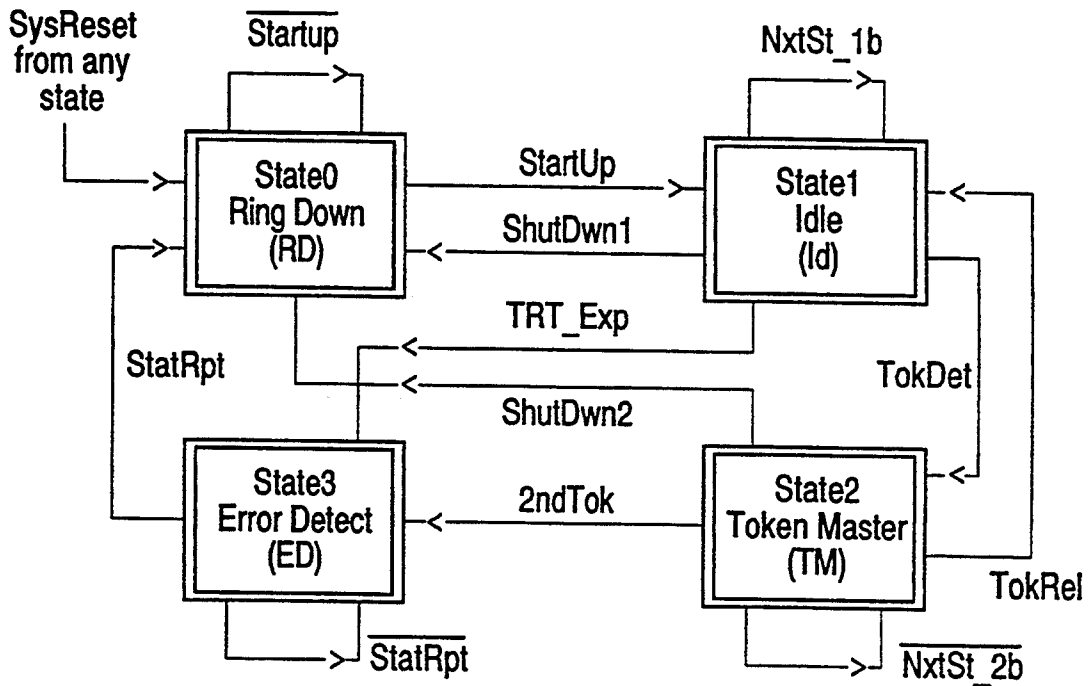 SysReset
from any
state
Startup
NxtSt_1b
State0
Ring Down
(RD)
StartUp
ShutDwn1
State1
Idle
(Id)
TRT_Exp
StatRpt
TokDet
ShutDwn2
State3
Error Detect
(ED)
2ndTok
State2
Token Master
(TM)
TokRel
StatRpt
NxtSt_2b